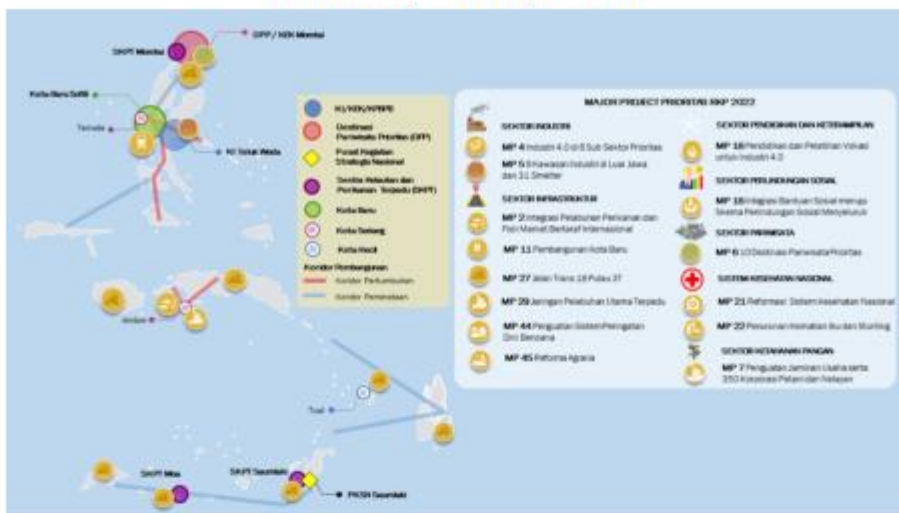 DPP / KEK Morotai
SKPT Morotai
Kota Baru Sofifi
Ternate
KI Teluk Weda
Ambon
Tual
SKPT Moa
SKPT Saumlaki
PKSN Saumlaki
KI/KEK/KPBPB
Destinasi
Pariwisata Prioritas (DPP)
Pusat Kegiatan
Strategis Nasional
Sentra Kelautan dan
Perikanan Terpadu (SKPT)
Kota Baru
Kota Sedang
Kota Kecil
Koridor Pembangunan
Koridor Pertumbuhan
Koridor Pemerataan
MAJOR PROJECT PRIORITAS RKP 2022
SEKTOR INDUSTRI
MP 4 Industri 4.0 di 5 Sub Sektor Prioritas
MP 5 9 Kawasan Industri di Luar Jawa
dan 31 Smelter
SEKTOR INFRASTRUKTUR
MP 2 Integrasi Pelabuhan Perikanan dan
Fish Market Bertaraf Internasional
MP 11 Pembangunan Kota Baru
MP 27 Jalan Trans 18 Pulau 3T
MP 29 Jaringan Pelabuhan Utama Terpadu
MP 44 Penguatan Sistem Peringatan
Dini Bencana
MP 45 Reforma Agraria
SEKTOR PENDIDIKAN DAN KETERAMPILAN
MP 18 Pendidikan dan Pelatihan Vokasi
untuk Industri 4.0
SEKTOR PERLINDUNGAN SOSIAL
Integrasi Bantuan Sosial menuju
Skema Perlindungan Sosial Menyeluruh
SEKTOR PARIWISATA
MP 6 10 Destinasi Pariwisata Prioritas
SISTEM KESEHATAN NASIONAL
MP 21 Reformasi Sistem Kesehatan Nasional
MP 22 Penurunan Kematian Ibu dan Stunting
SEKTOR KETAHANAN PANGAN
MP 7 Penguatan Jaminan Usaha serta
350 Korporasi Petani dan Nelayan